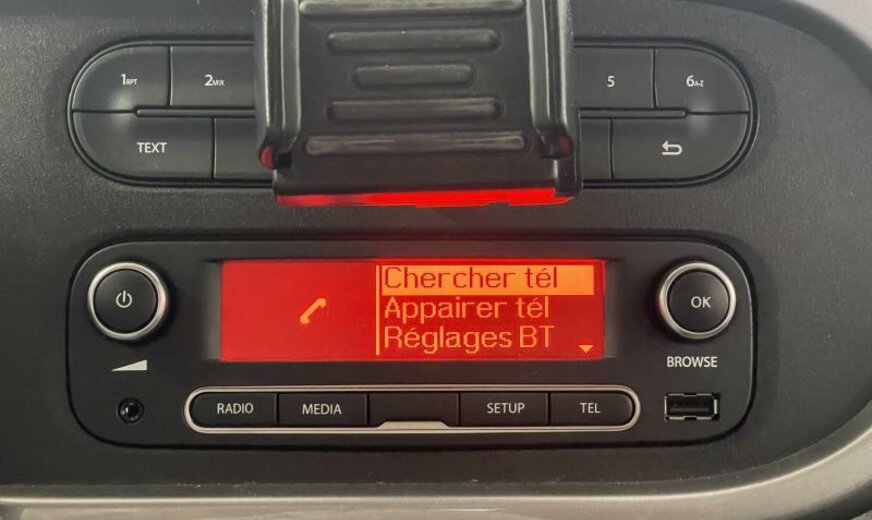 1RPT 2MIX 5 6A-Z
TEXT
Chercher tél
Appairer tél
Réglages BT
OK
BROWSE
RADIO MEDIA SETUP TEL